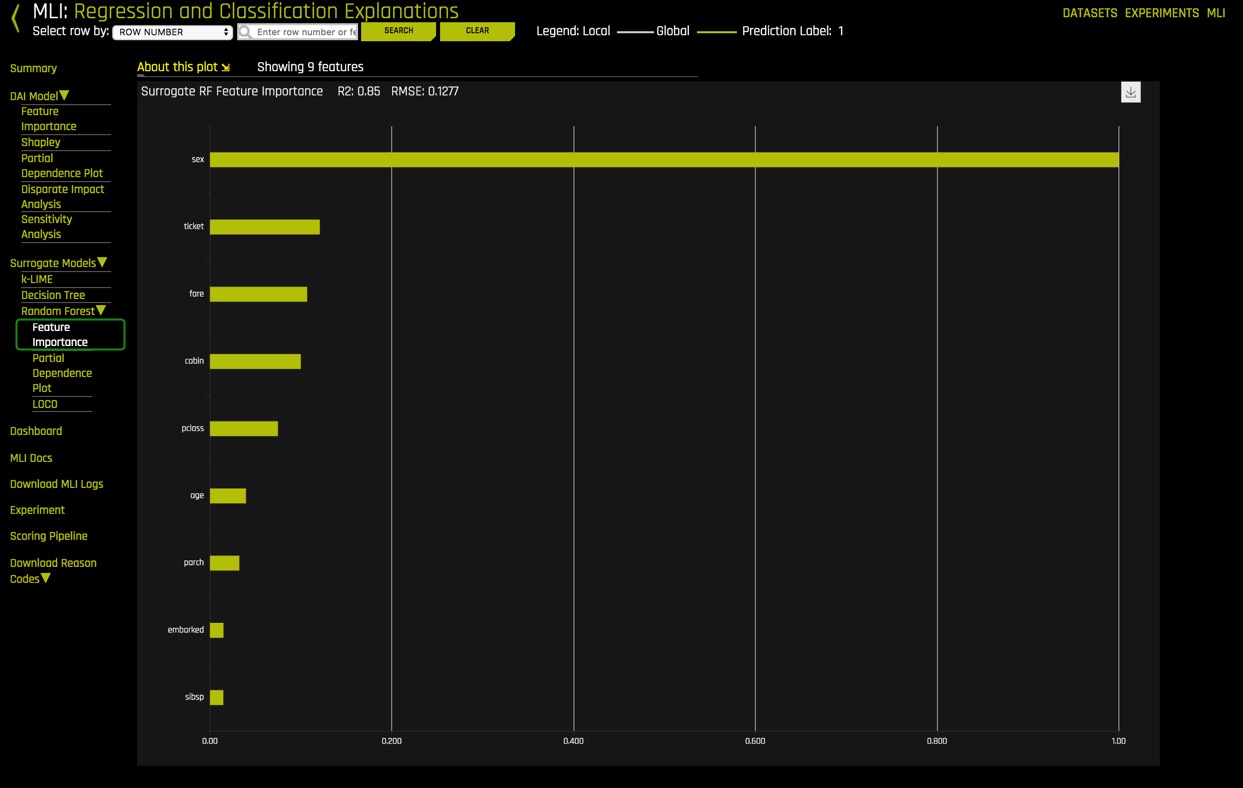 MLI: Regression and Classification Explanations
DATASETS EXPERIMENTS MLI
Select row by: ROW NUMBER Enter row number or fe SEARCH CLEAR Legend: Local Global Prediction Label: 1
Summary
DAI Model
Feature
Importance
Shapley
Partial
Dependence Plot
Disparate Impact
Analysis
Sensitivity
Analysis
Surrogate Models
k-LIME
Decision Tree
Random Forest
Feature
Importance
Partial
Dependence
Plot
LOCO
Dashboard
MLI Docs
Download MLI Logs
Experiment
Scoring Pipeline
Download Reason
Codes
About this plot Showing 9 features
Surrogate RF Feature Importance R2: 0.85 RMSE: 0.1277
sex
ticket
fare
cabin
pclass
age
parch
embarked
sibsp
0.00 0.200 0.400 0.600 0.800 1.00